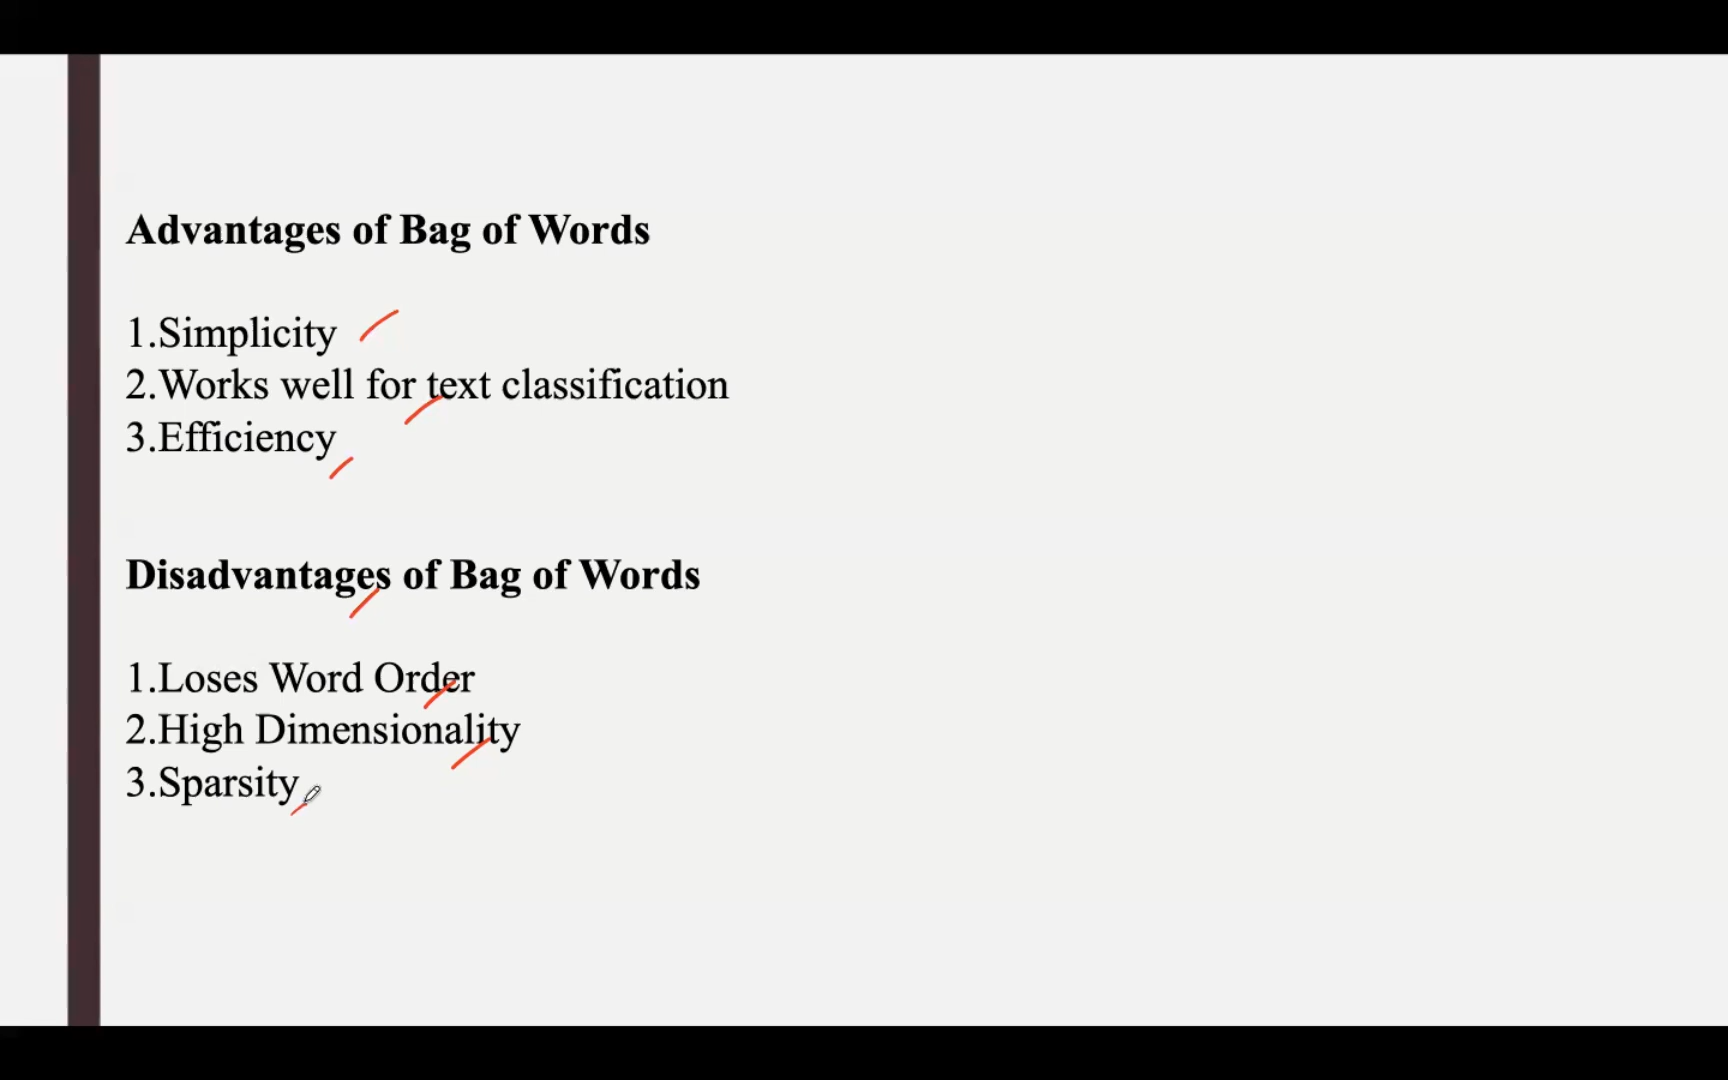 Advantages of Bag of Words
1.Simplicity
2.Works well for text classification
3.Efficiency
Disadvantages of Bag of Words
1.Loses Word Order
2.High Dimensionality
3.Sparsity